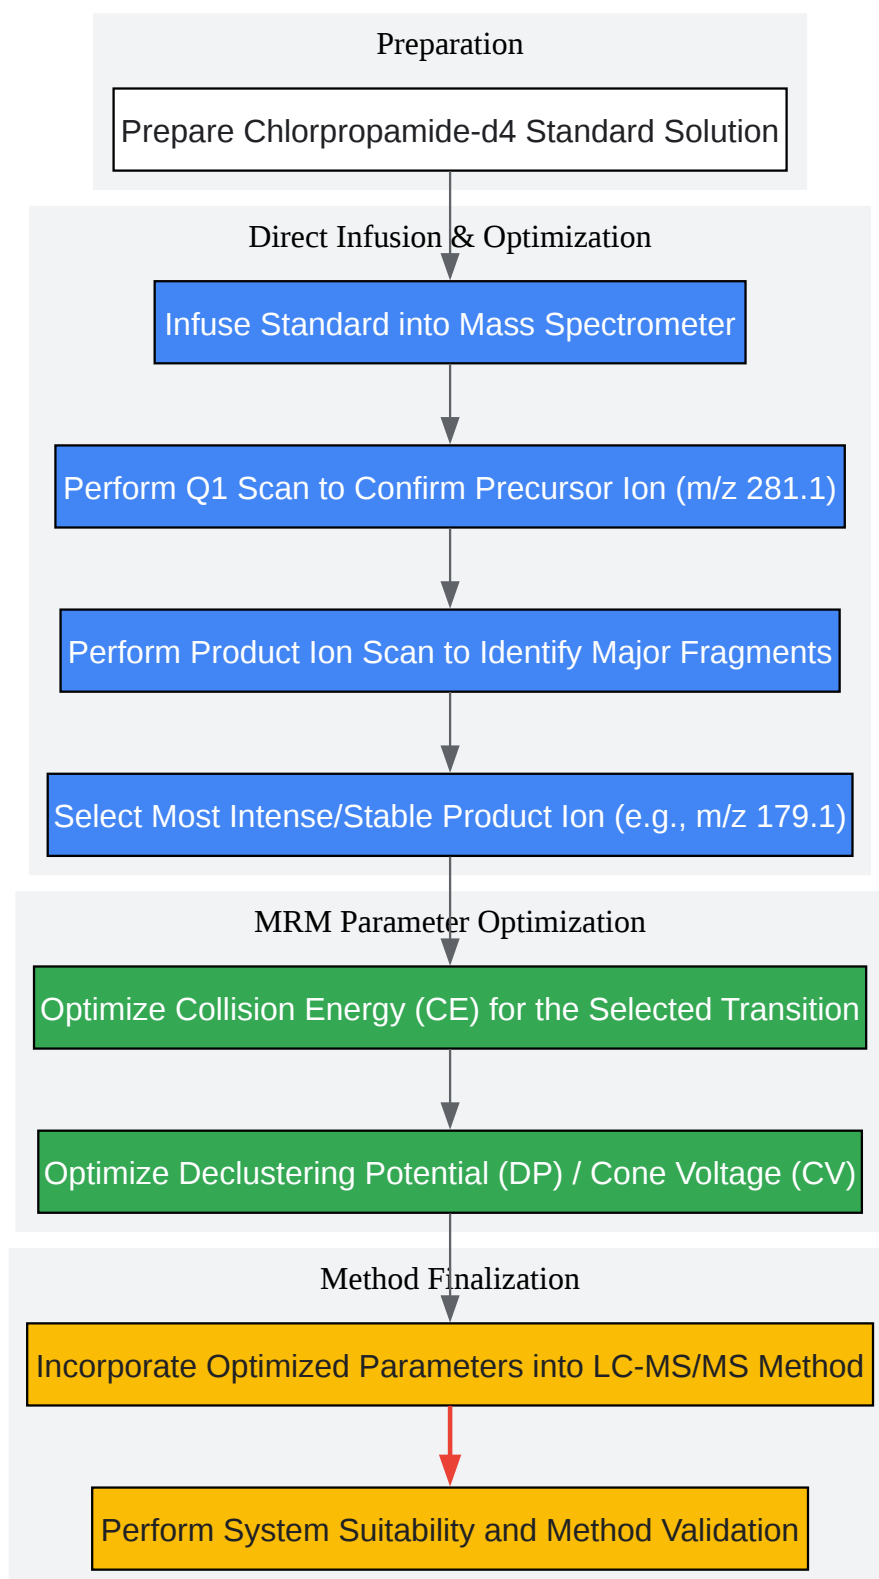 Preparation
Prepare Chlorpropamide-d4 Standard Solution
Direct Infusion & Optimization
Infuse Standard into Mass Spectrometer
Perform Q1 Scan to Confirm Precursor Ion (m/z 281.1)
Perform Product Ion Scan to Identify Major Fragments
Select Most Intense/Stable Product Ion (e.g., m/z 179.1)
MRM Parameter Optimization
Optimize Collision Energy (CE) for the Selected Transition
Optimize Declustering Potential (DP) / Cone Voltage (CV)
Method Finalization
Incorporate Optimized Parameters into LC-MS/MS Method
Perform System Suitability and Method Validation